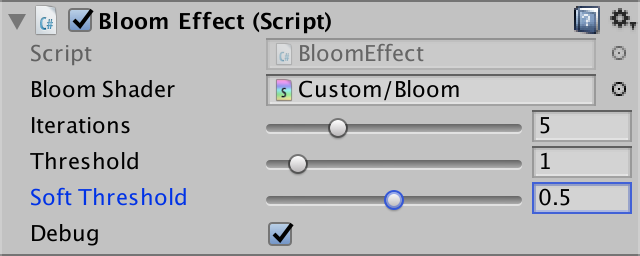 Bloom Effect (Script)
Script BloomEffect
Bloom Shader Custom/Bloom
Iterations 5
Threshold 1
Soft Threshold 0.5
Debug